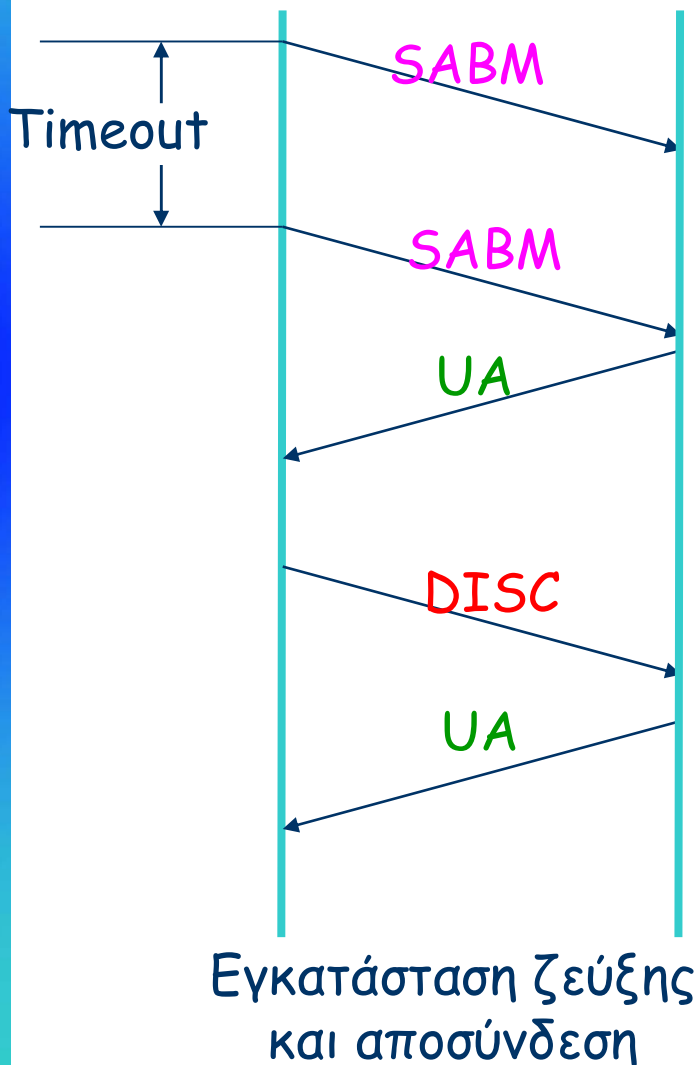 SABM
Timeout
SABM
UA
DISC
UA
Εγκατάσταση ζεύξης
και αποσύνδεση